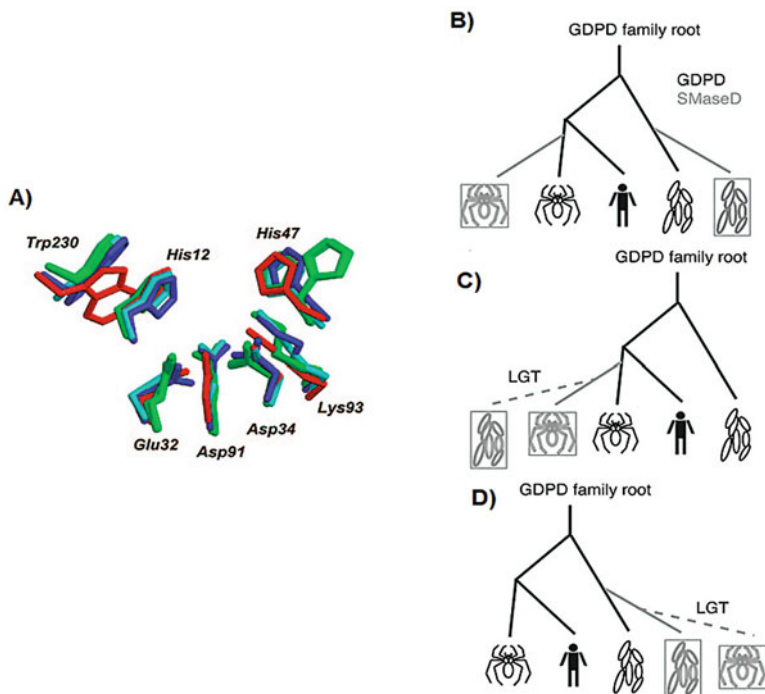 A)
Trp230
His12
His47
Glu32
Asp91
Asp34
Lys93
B)
GDPD family root
GDPD
SMaseD
C)
GDPD family root
LGT
D)
GDPD family root
LGT